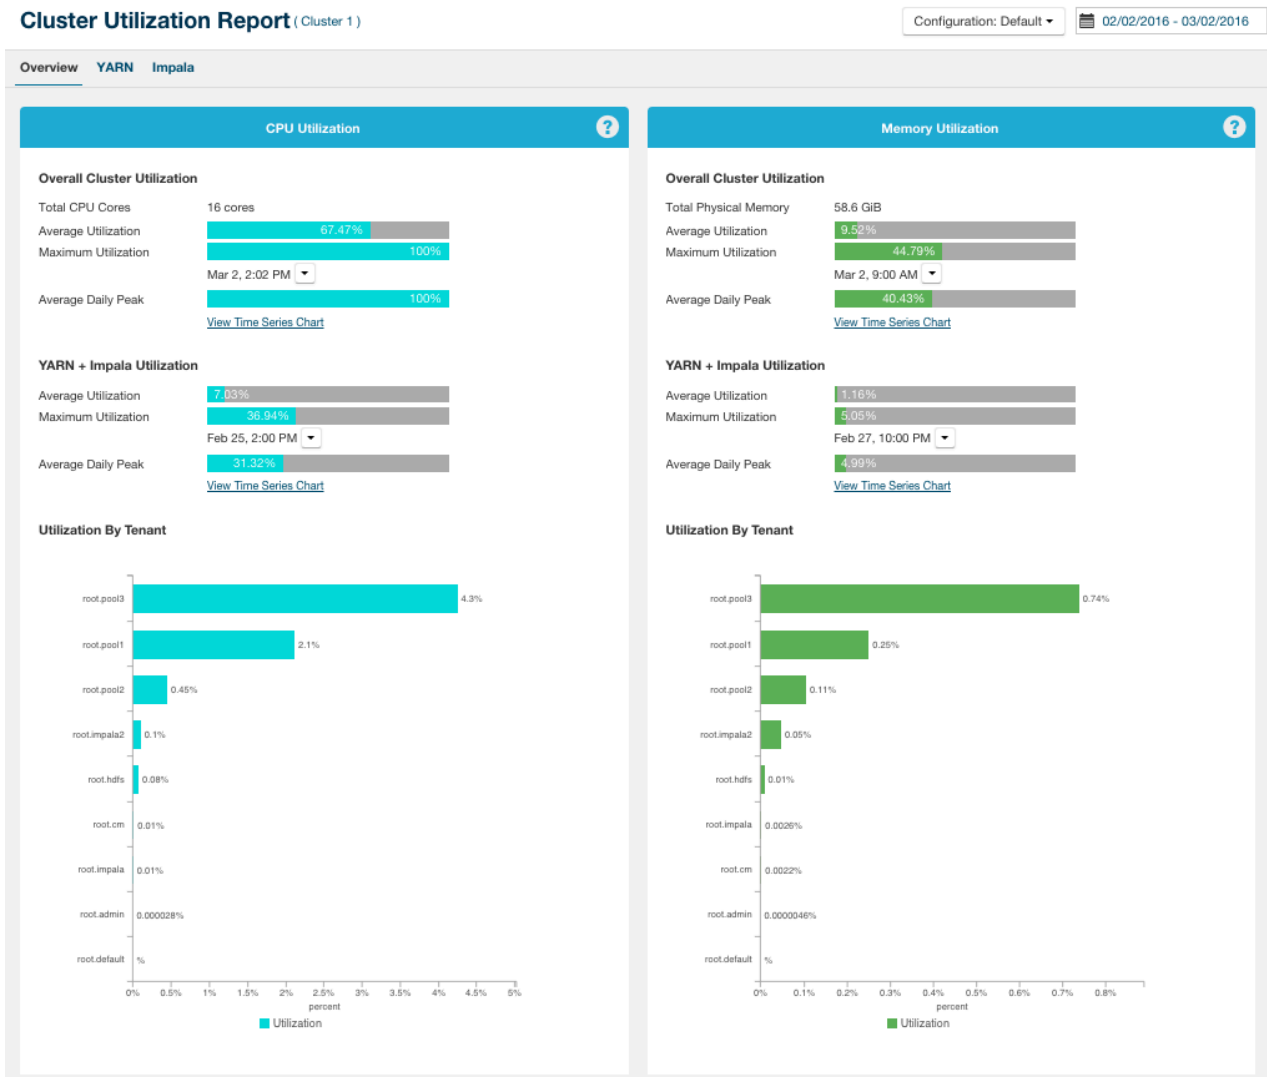 Cluster Utilization Report ( Cluster 1 )
Configuration: Default
02/02/2016 - 03/02/2016
Overview YARN Impala
CPU Utilization
?
Overall Cluster Utilization
Total CPU Cores 16 cores
Average Utilization 67.47%
Maximum Utilization 100%
Mar 2, 2:02 PM
Average Daily Peak 100%
View Time Series Chart
YARN + Impala Utilization
Average Utilization 7.03%
Maximum Utilization 36.94%
Feb 25, 2:00 PM
Average Daily Peak 31.32%
View Time Series Chart
Utilization By Tenant
root.pool3 4.3%
root.pool1 2.1%
root.pool2 0.45%
root.impala2 0.1%
root.hdfs 0.08%
root.cm 0.01%
root.impala 0.01%
root.admin 0.000028%
root.default %
0% 0.5% 1% 1.5% 2% 2.5% 3% 3.5% 4% 4.5% 5%
percent
Utilization
Memory Utilization
?
Overall Cluster Utilization
Total Physical Memory 58.6 GiB
Average Utilization 9.52%
Maximum Utilization 44.79%
Mar 2, 9:00 AM
Average Daily Peak 40.43%
View Time Series Chart
YARN + Impala Utilization
Average Utilization 1.16%
Maximum Utilization 5.05%
Feb 27, 10:00 PM
Average Daily Peak 4.99%
View Time Series Chart
Utilization By Tenant
root.pool3 0.74%
root.pool1 0.25%
root.pool2 0.11%
root.impala2 0.05%
root.hdfs 0.01%
root.impala 0.0026%
root.cm 0.0022%
root.admin 0.0000046%
root.default %
0% 0.1% 0.2% 0.3% 0.4% 0.5% 0.6% 0.7% 0.8%
percent
Utilization